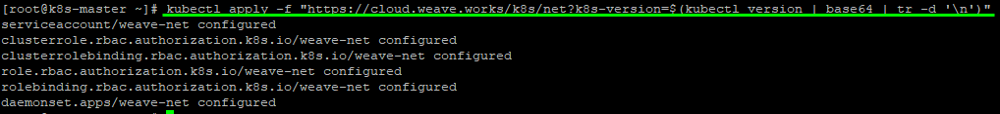 [root@k8s-master ~]# kubectl apply -f "https://cloud.weave.works/k8s/net?k8s-version=$(kubectl version | base64 | tr -d '\n')"
serviceaccount/weave-net configured
clusterrole.rbac.authorization.k8s.io/weave-net configured
clusterrolebinding.rbac.authorization.k8s.io/weave-net configured
role.rbac.authorization.k8s.io/weave-net configured
rolebinding.rbac.authorization.k8s.io/weave-net configured
daemonset.apps/weave-net configured